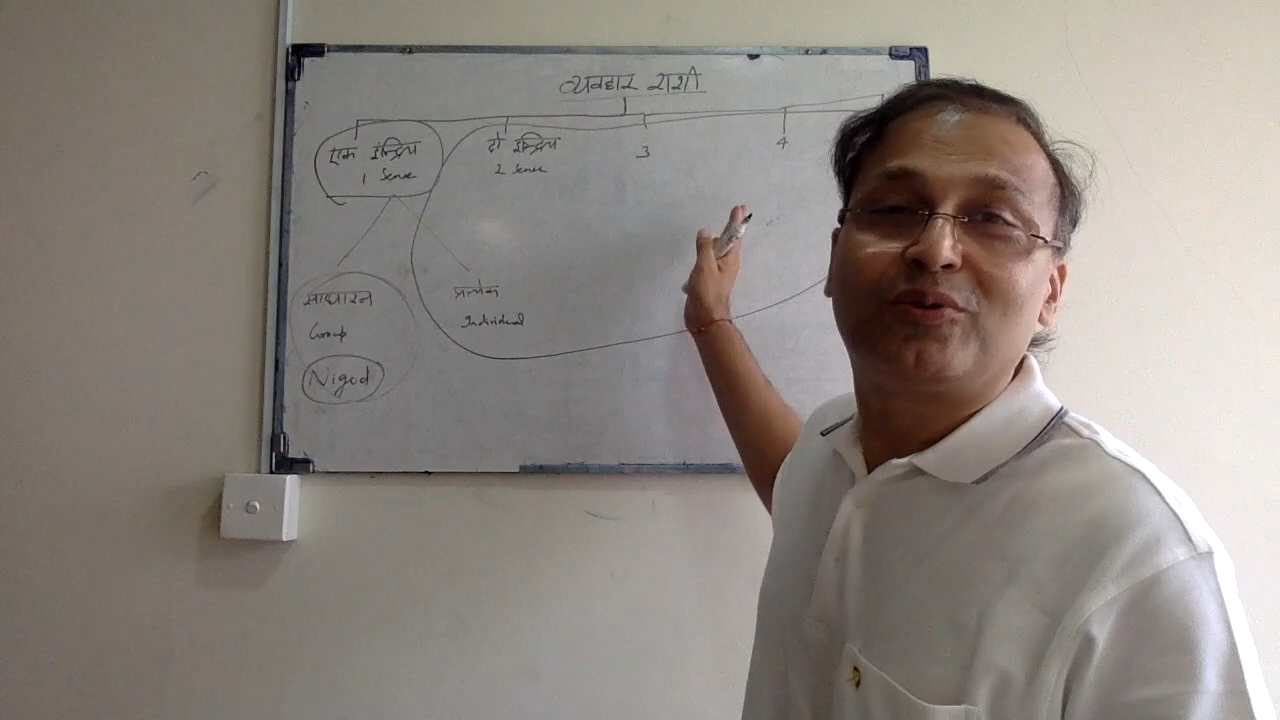 व्यवहार राशी
एक इन्द्रिय
1 Sense
दो इन्द्रिय
2 Sense
3
4
साधारन
Group
Nigod
प्रत्येक
Individual